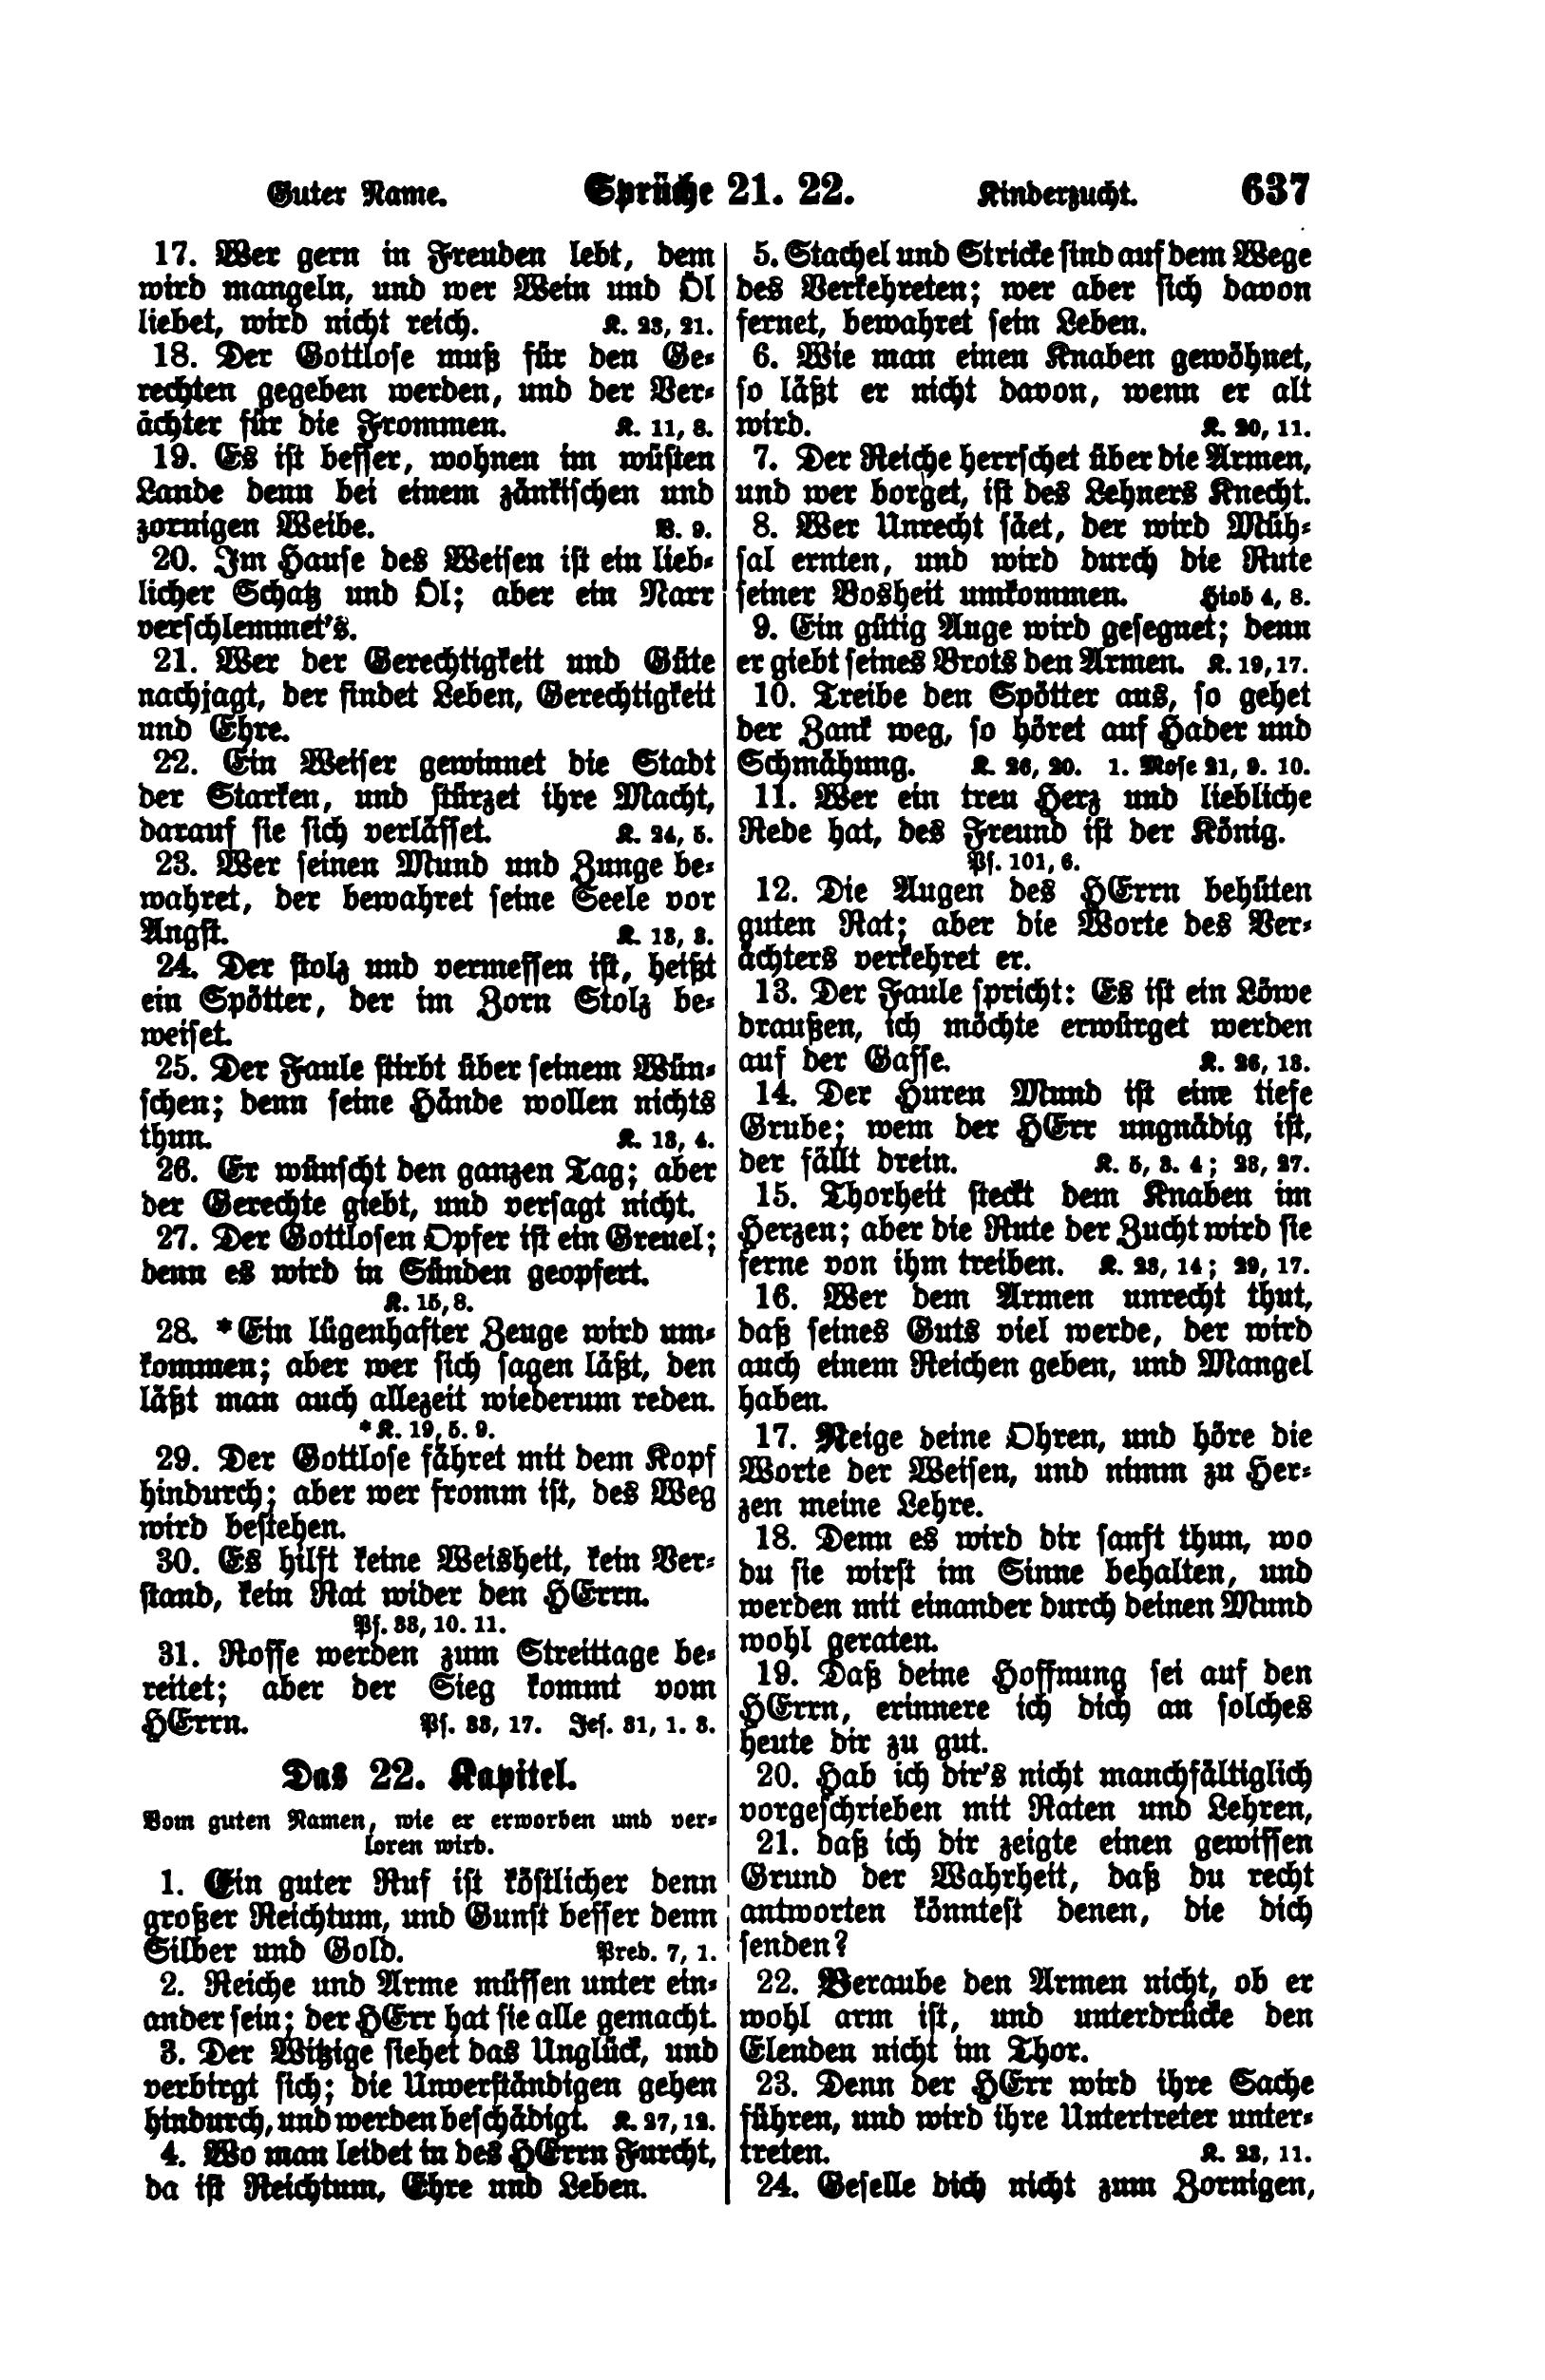 Guter Name. Sprüche 21. 22. Kinderzucht. 637
17. Wer gern in Freuden lebt, dem
wird mangeln, und wer Wein und Öl
liebet, wird nicht reich. K. 23, 21.
18. Der Gottlose muß für den Ge-
rechten gegeben werden, und der Ver-
ächter für die Frommen. K. 11, 8.
19. Es ist besser, wohnen im wüsten
Lande denn bei einem zänkischen und
zornigen Weibe. V. 9.
20. Im Hause des Weisen ist ein lieb-
licher Schatz und Öl; aber ein Narr
verschlemmet's.
21. Wer der Gerechtigkeit und Güte
nachjagt, der findet Leben, Gerechtigkeit
und Ehre.
22. Ein Weiser gewinnet die Stadt
der Starken, und stürzet ihre Macht,
darauf sie sich verlässet. K. 24, 5.
23. Wer seinen Mund und Zunge be-
wahret, der bewahret seine Seele vor
Angst. K. 13, 3.
24. Der stolz und vermessen ist, heißt
ein Spötter, der im Zorn Stolz be-
weiset.
25. Der Faule stirbt über seinem Wün-
schen; denn seine Hände wollen nichts
thun. K. 13, 4.
26. Er wünscht den ganzen Tag; aber
der Gerechte giebt, und versagt nicht.
27. Der Gottlosen Opfer ist ein Greuel;
denn es wird in Sünden geopfert.
K. 15, 8.
28. *Ein lügenhafter Zeuge wird um-
kommen; aber wer sich sagen läßt, den
läßt man auch allezeit wiederum reden.
*K. 19, 5. 9.
29. Der Gottlose fähret mit dem Kopf
hindurch; aber wer fromm ist, des Weg
wird bestehen.
30. Es hilft keine Weisheit, kein Ver-
stand, kein Rat wider den HErrn.
Ps. 33, 10. 11.
31. Rosse werden zum Streittage be-
reitet; aber der Sieg kommt vom
HErrn. Ps. 33, 17. Jes. 31, 1. 3.
Das 22. Kapitel.
Vom guten Namen, wie er erworben und ver-
loren wird.
1. Ein guter Ruf ist köstlicher denn
großer Reichtum, und Gunst besser denn
Silber und Gold. Pred. 7, 1.
2. Reiche und Arme müssen unter ein-
ander sein; der HErr hat sie alle gemacht.
3. Der Witzige siehet das Unglück, und
verbirgt sich; die Unverständigen gehen
hindurch, und werden beschädigt. K. 27, 12.
4. Wo man leidet in des HErrn Furcht,
da ist Reichtum, Ehre und Leben.
5. Stachel und Stricke sind auf dem Wege
des Verkehreten; wer aber sich davon
fernet, bewahret sein Leben.
6. Wie man einen Knaben gewöhnet,
so läßt er nicht davon, wenn er alt
wird. K. 20, 11.
7. Der Reiche herrschet über die Armen,
und wer borget, ist des Lehners Knecht.
8. Wer Unrecht säet, der wird Müh-
sal ernten, und wird durch die Rute
seiner Bosheit umkommen. Hiob 4, 8.
9. Ein gütig Auge wird gesegnet; denn
er giebt seines Brots den Armen. K. 19, 17.
10. Treibe den Spötter aus, so gehet
der Zank weg, so höret auf Hader und
Schmähung. K. 26, 20. 1. Mose 21, 9. 10.
11. Wer ein treu Herz und liebliche
Rede hat, des Freund ist der König.
Ps. 101, 6.
12. Die Augen des HErrn behüten
guten Rat; aber die Worte des Ver-
ächters verkehret er.
13. Der Faule spricht: Es ist ein Löwe
draußen, ich möchte erwürget werden
auf der Gasse. K. 26, 13.
14. Der Huren Mund ist eine tiefe
Grube; wem der HErr ungnädig ist,
der fällt drein. K. 5, 3. 4; 23, 27.
15. Thorheit steckt dem Knaben im
Herzen; aber die Rute der Zucht wird sie
ferne von ihm treiben. K. 23, 14; 29, 17.
16. Wer dem Armen unrecht thut,
daß seines Guts viel werde, der wird
auch einem Reichen geben, und Mangel
haben.
17. Neige deine Ohren, und höre die
Worte der Weisen, und nimm zu Her-
zen meine Lehre.
18. Denn es wird dir sanft thun, wo
du sie wirst im Sinne behalten, und
werden mit einander durch deinen Mund
wohl geraten.
19. Daß deine Hoffnung sei auf den
HErrn, erinnere ich dich an solches
heute dir zu gut.
20. Hab ich dir's nicht manchfältiglich
vorgeschrieben mit Raten und Lehren,
21. daß ich dir zeigte einen gewissen
Grund der Wahrheit, daß du recht
antworten könntest denen, die dich
senden?
22. Beraube den Armen nicht, ob er
wohl arm ist, und unterdrücke den
Elenden nicht im Thor.
23. Denn der HErr wird ihre Sache
führen, und wird ihre Untertreter unter-
treten. K. 23, 11.
24. Geselle dich nicht zum Zornigen,